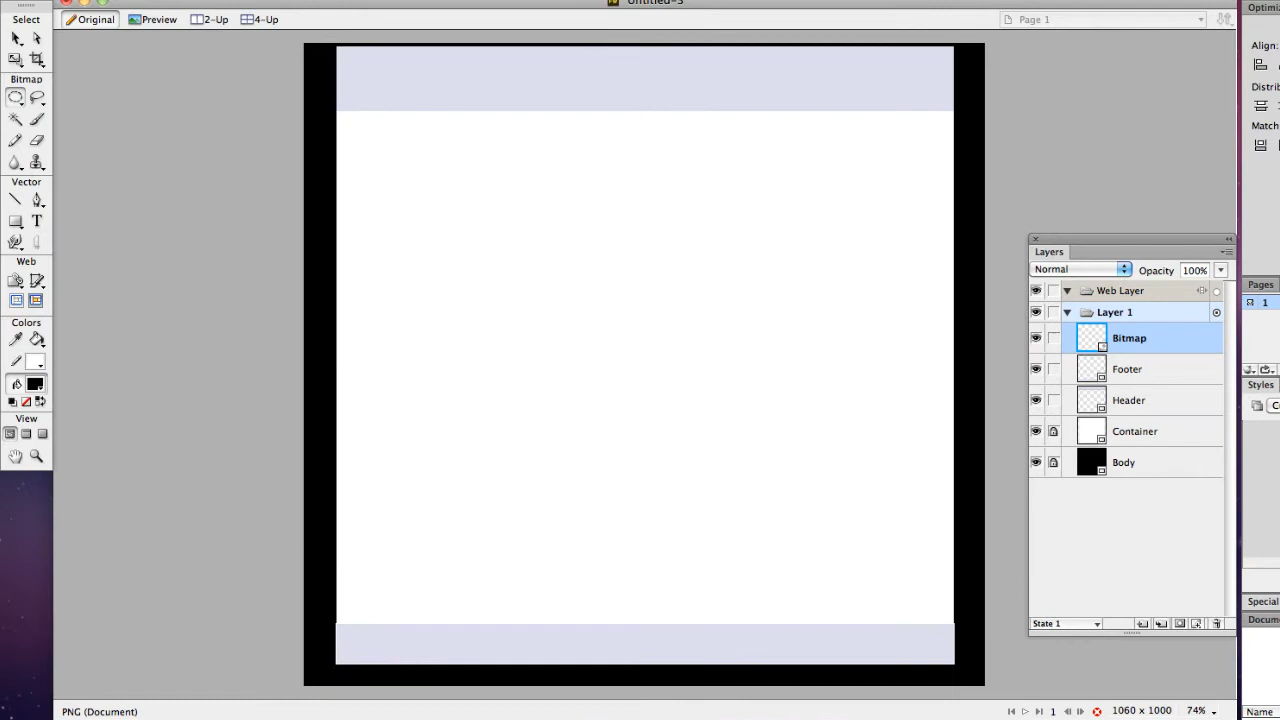 Untitled-3
Select
Original
Preview
2-Up
4-Up
Page 1
Optimiz
Align:
Distrib
Match
Bitmap
Vector
T
Web
Colors
View
Layers
Normal
Opacity 100%
Web Layer
Layer 1
Bitmap
Footer
Header
Container
Body
State 1
Pages
1
Styles
C
Special
Docume
Name
PNG (Document)
1
1060 x 1000
74%